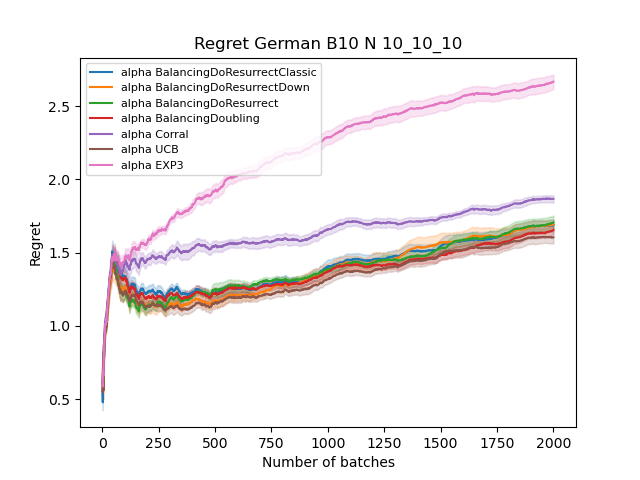 Regret German B10 N 10_10_10
alpha BalancingDoResurrectClassic
alpha BalancingDoResurrectDown
alpha BalancingDoResurrect
alpha BalancingDoubling
alpha Corral
alpha UCB
alpha EXP3
2.5
2.0
1.5
1.0
0.5
Regret
0 250 500 750 1000 1250 1500 1750 2000
Number of batches